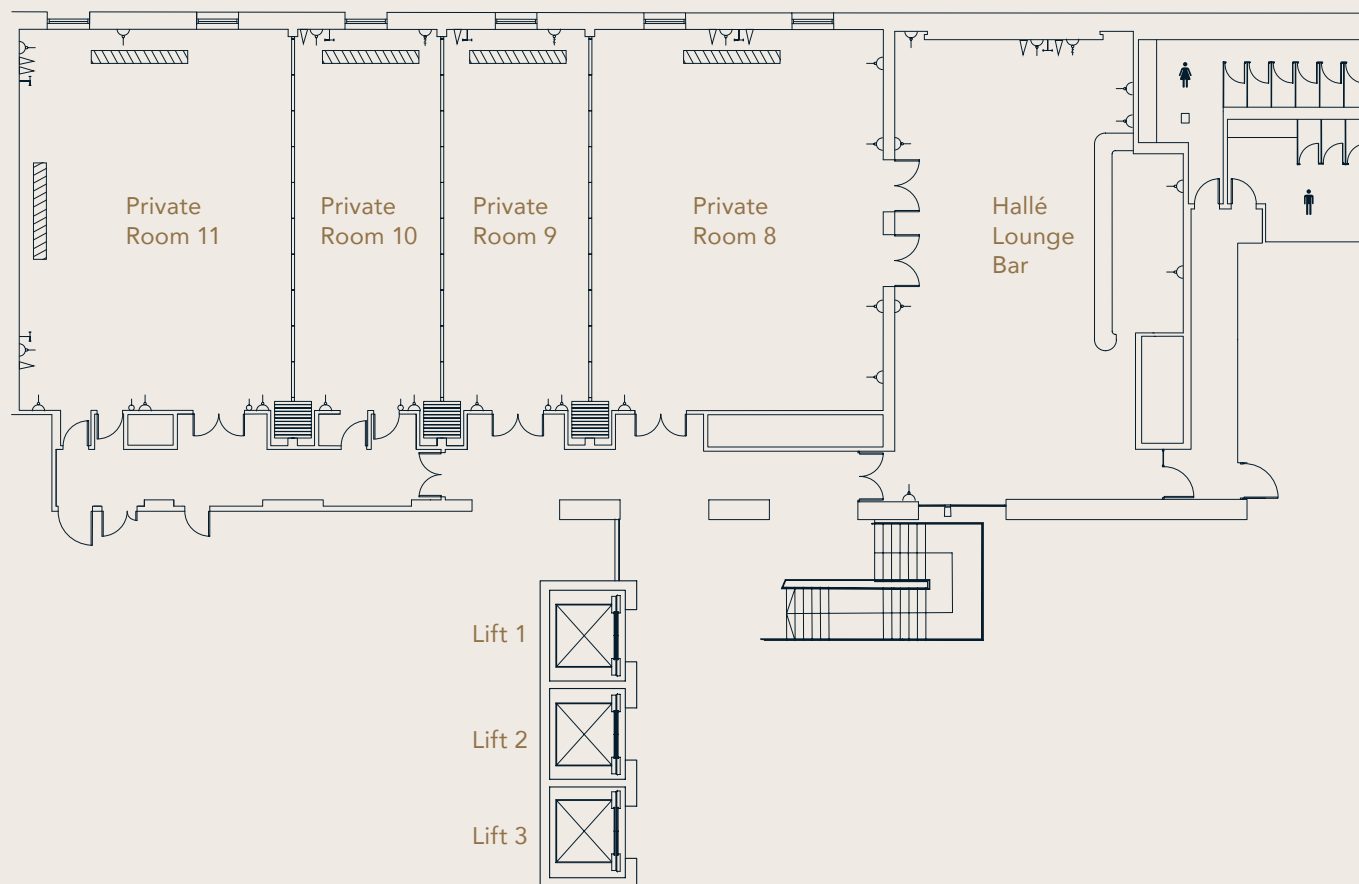 Private
Room 11
Private
Room 10
Private
Room 9
Private
Room 8
Hallé
Lounge
Bar
Lift 1
Lift 2
Lift 3